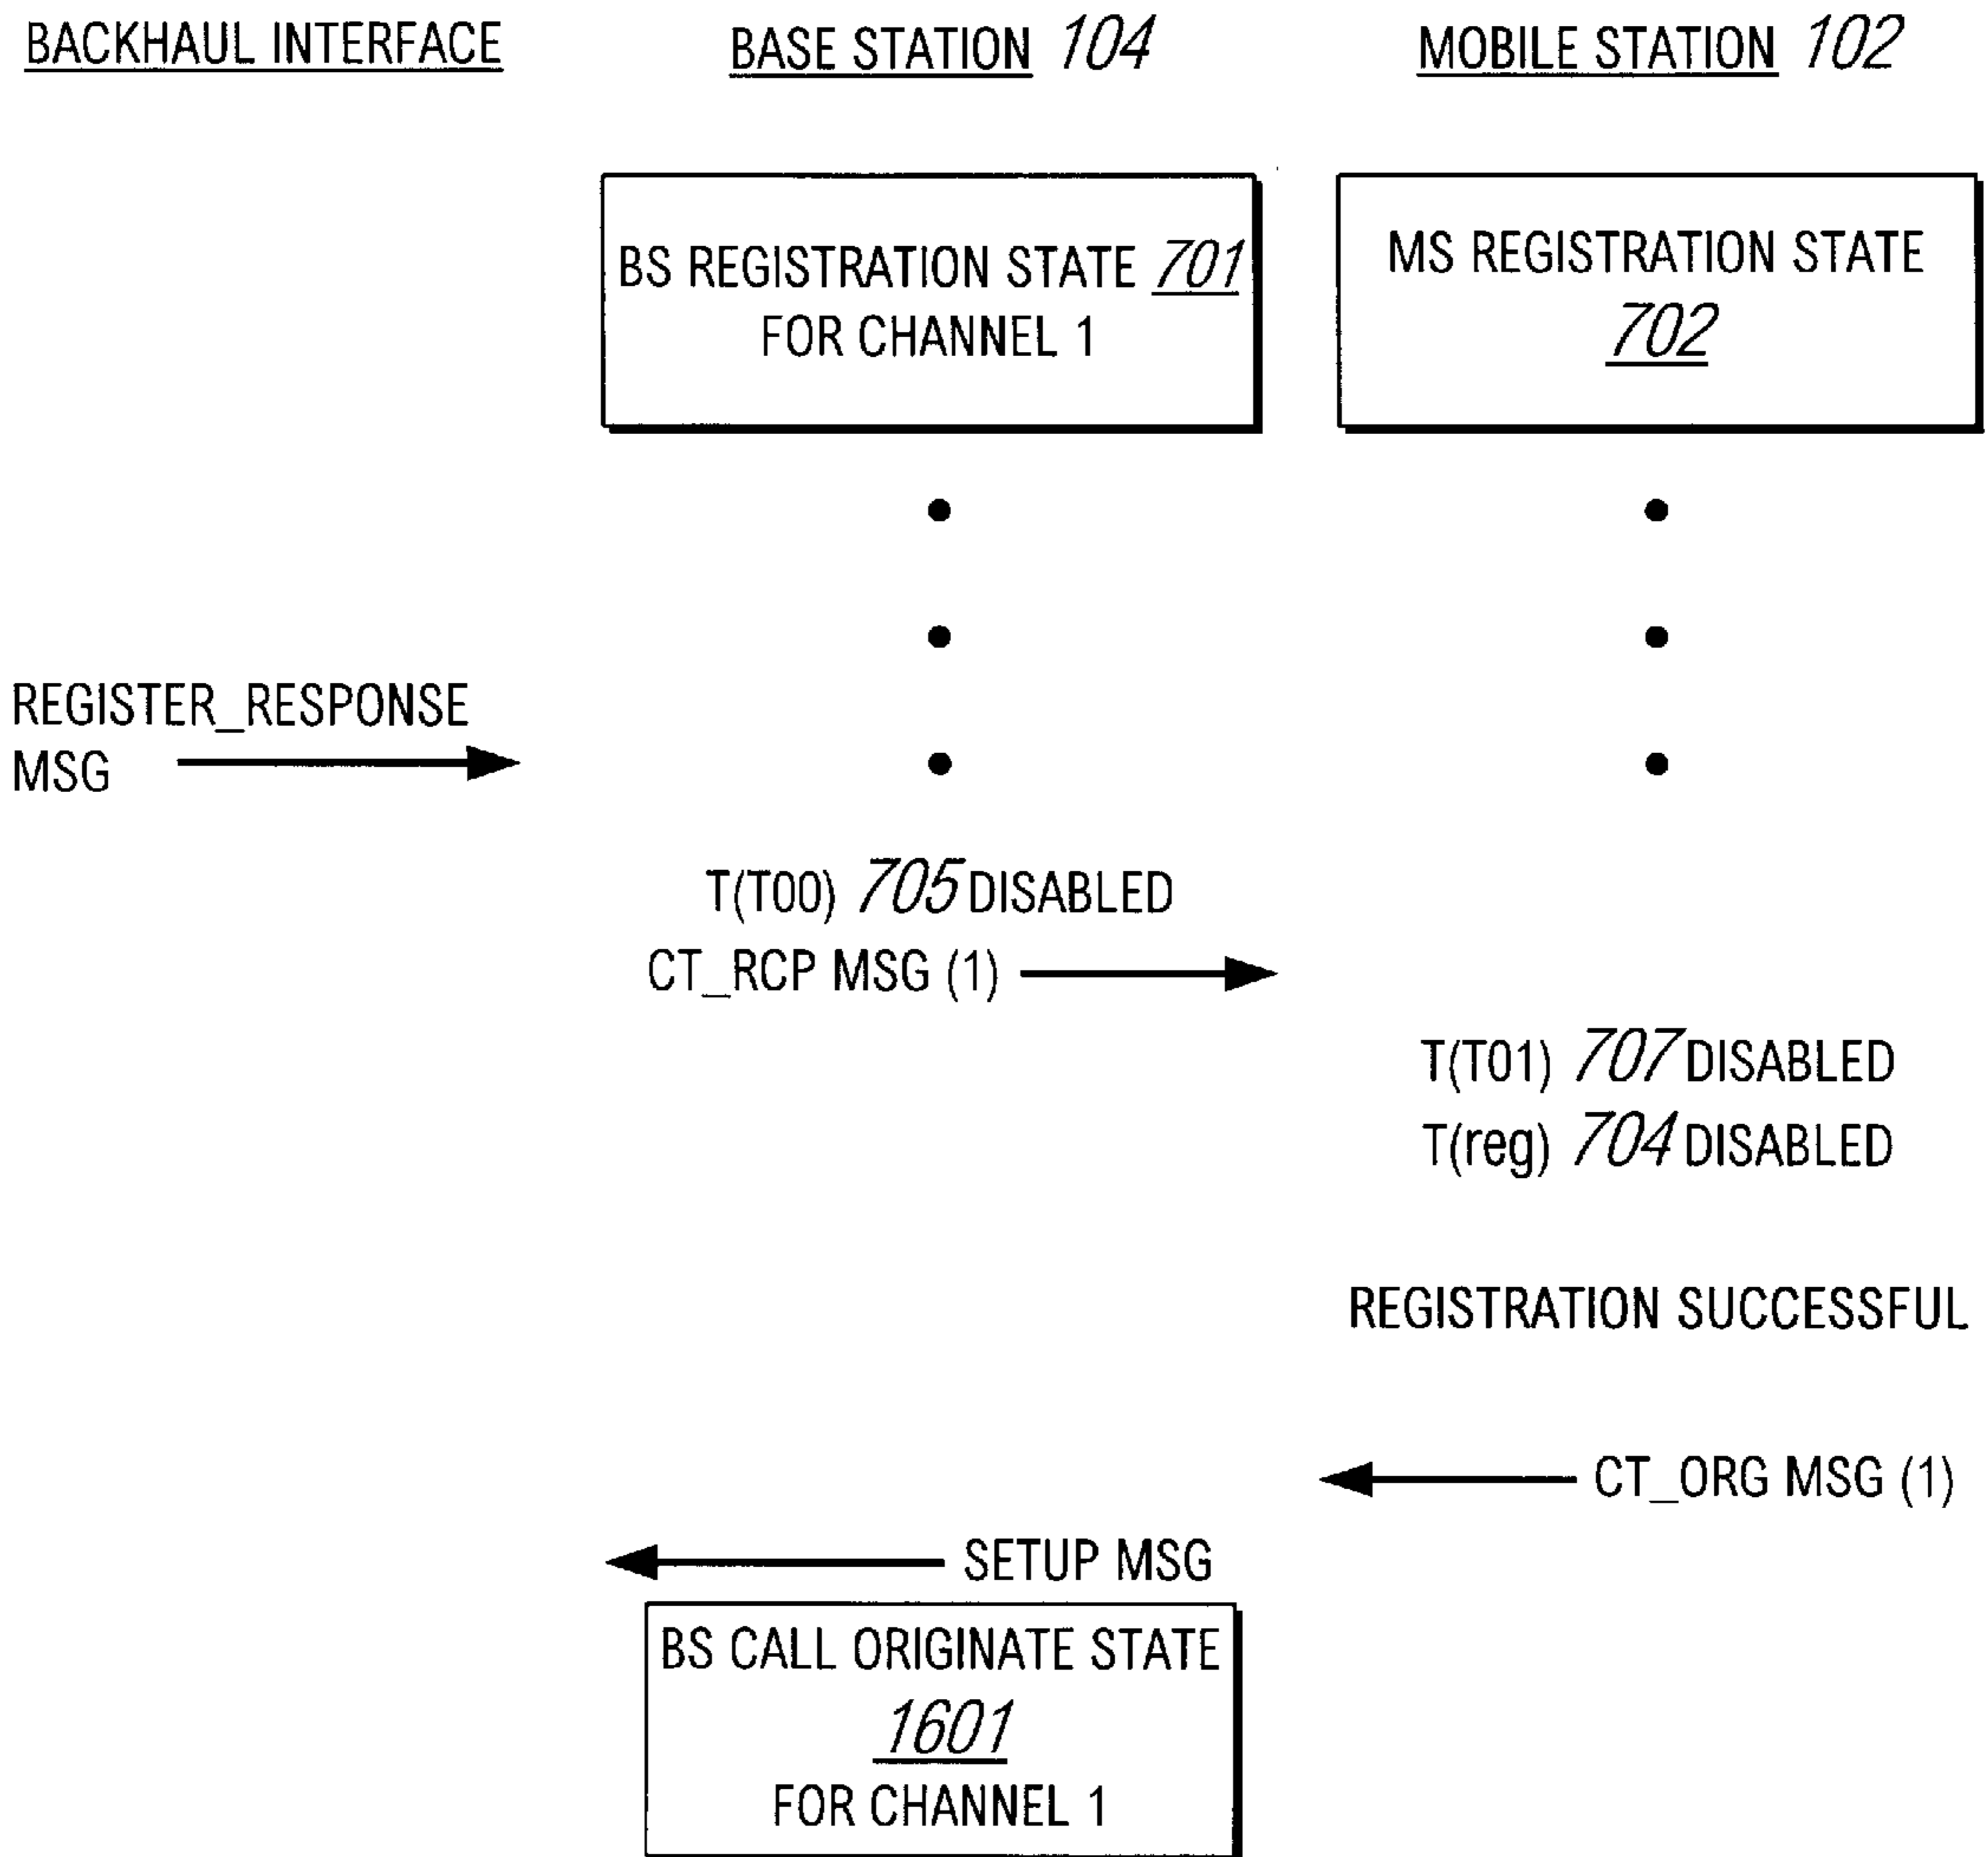 BACKHAUL INTERFACE
BASE STATION 104
MOBILE STATION 102
BS REGISTRATION STATE 701
FOR CHANNEL 1
MS REGISTRATION STATE
702
REGISTER_RESPONSE
MSG
T(T00) 705 DISABLED
CT_RCP MSG (1)
T(T01) 707 DISABLED
T(reg) 704 DISABLED
REGISTRATION SUCCESSFUL
CT_ORG MSG (1)
SETUP MSG
BS CALL ORIGINATE STATE
1601
FOR CHANNEL 1